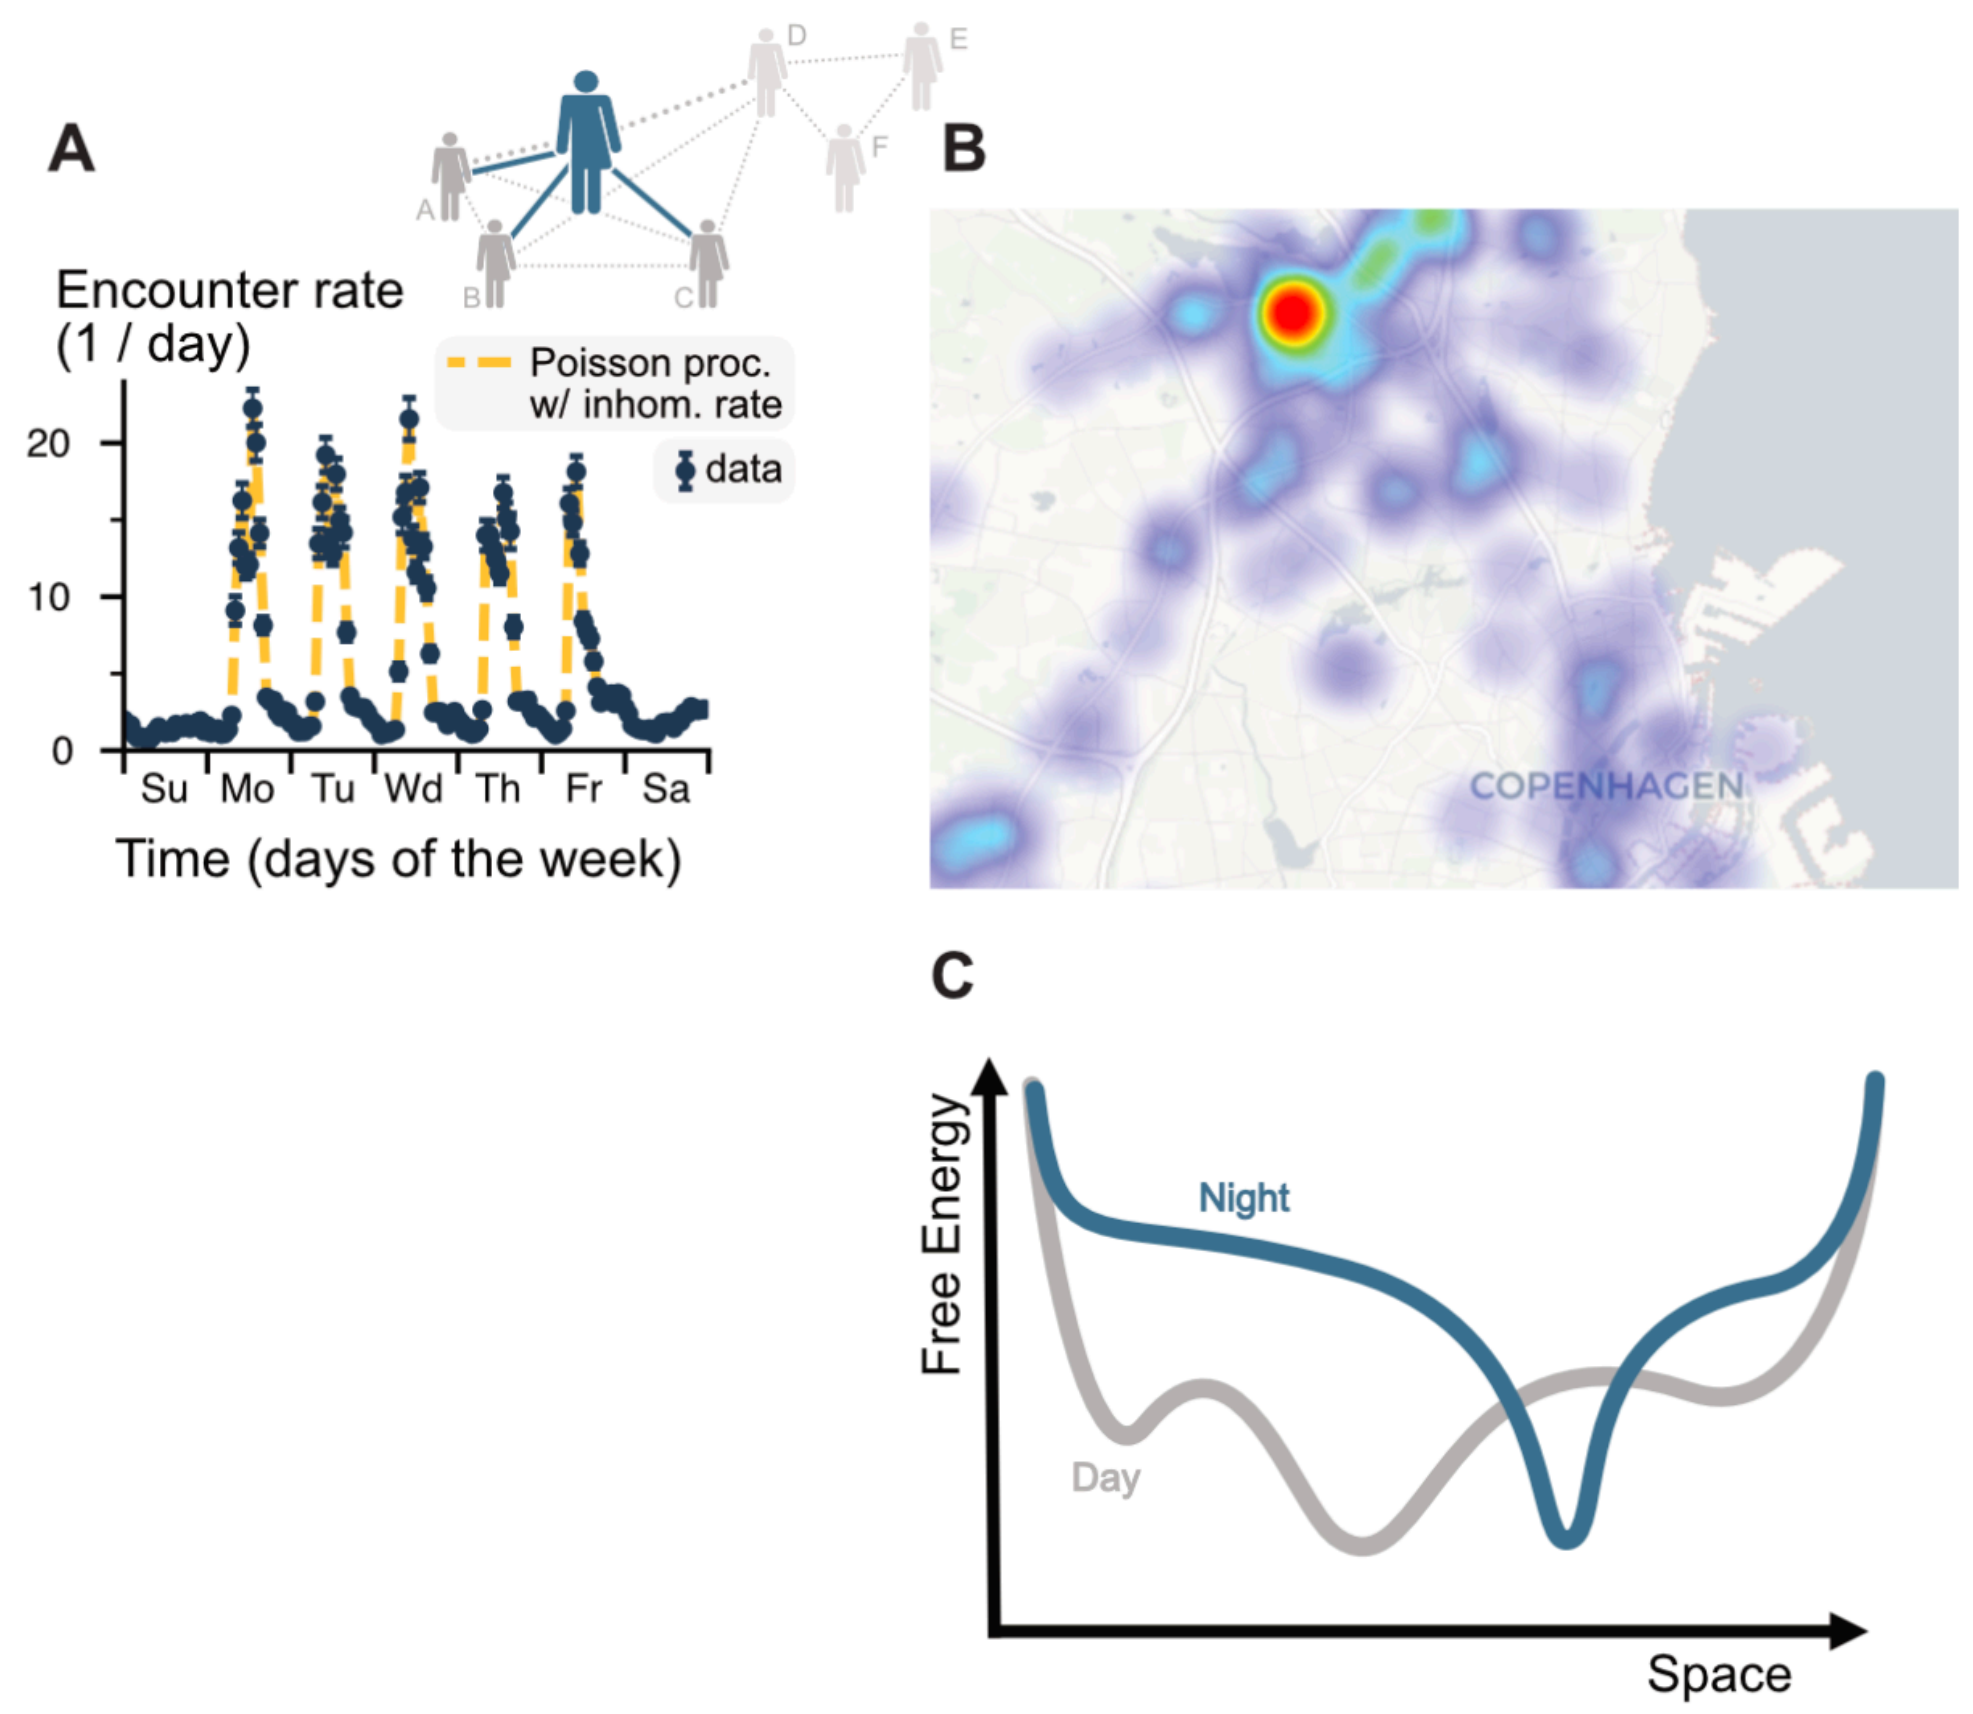 A
D
E
F
A
B
C
Encounter rate
(1 / day)
Poisson proc.
w/ inhom. rate
data
20
10
0
Su Mo Tu Wd Th Fr Sa
Time (days of the week)
B
COPENHAGEN
C
Free Energy
Night
Day
Space